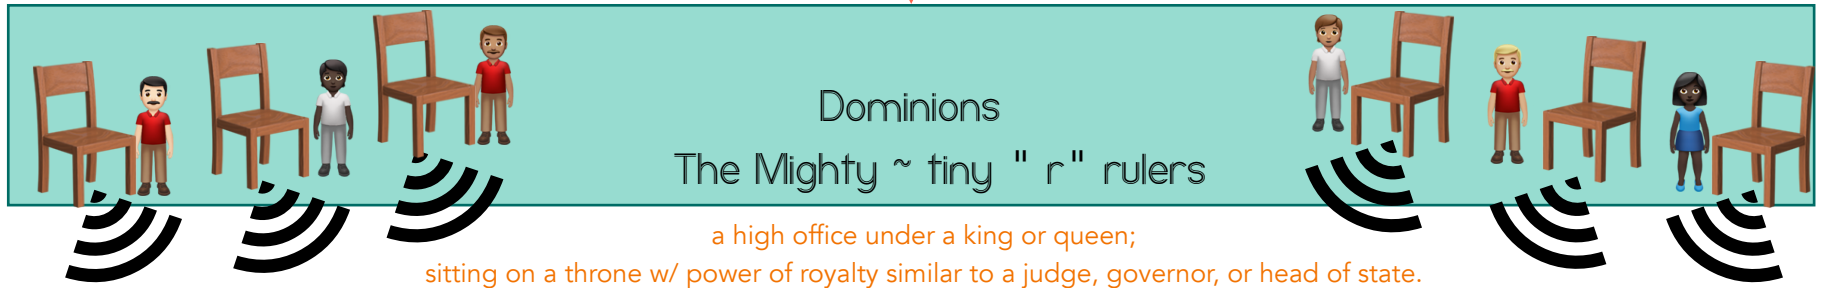 Dominions
The Mighty ~ tiny " r" rulers
a high office under a king or queen;
sitting on a throne w/ power of royalty similar to a judge, governor, or head of state.